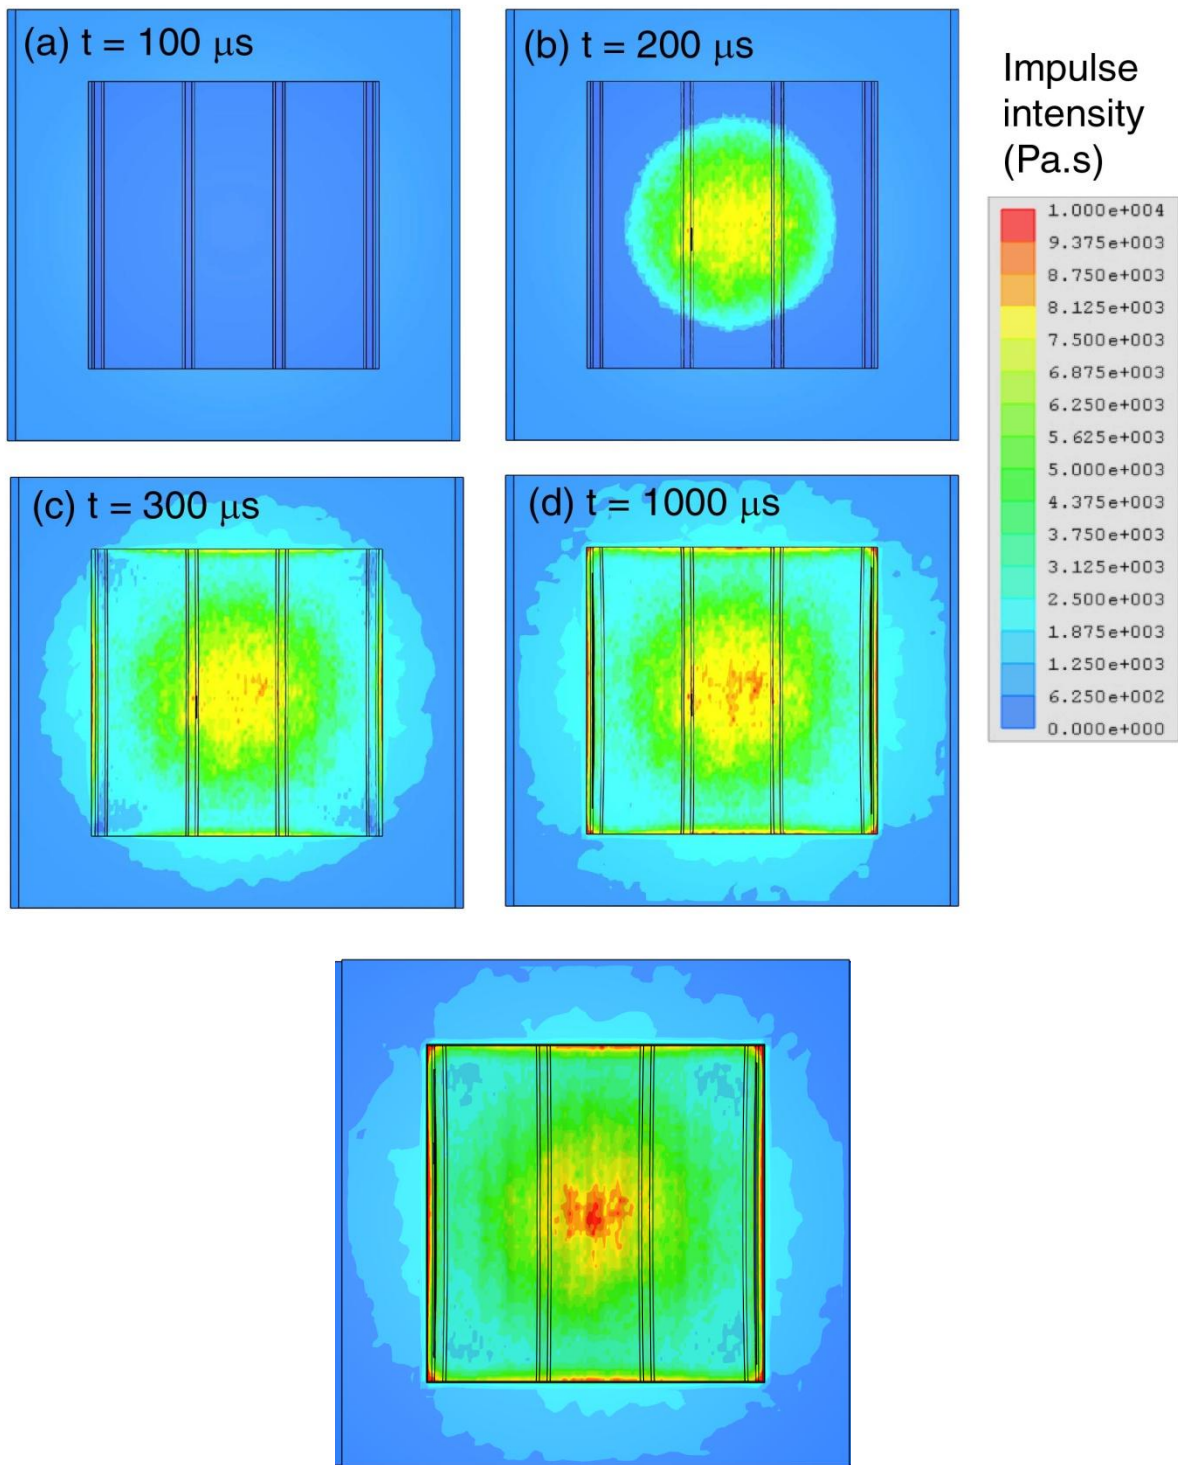 (a) t = 100 μs
(b) t = 200 μs
Impulse
intensity
(Pa.s)
1.000e+004
9.375e+003
8.750e+003
8.125e+003
7.500e+003
6.875e+003
6.250e+003
5.625e+003
5.000e+003
4.375e+003
3.750e+003
3.125e+003
2.500e+003
1.875e+003
1.250e+003
6.250e+002
0.000e+000
(c) t = 300 μs
(d) t = 1000 μs